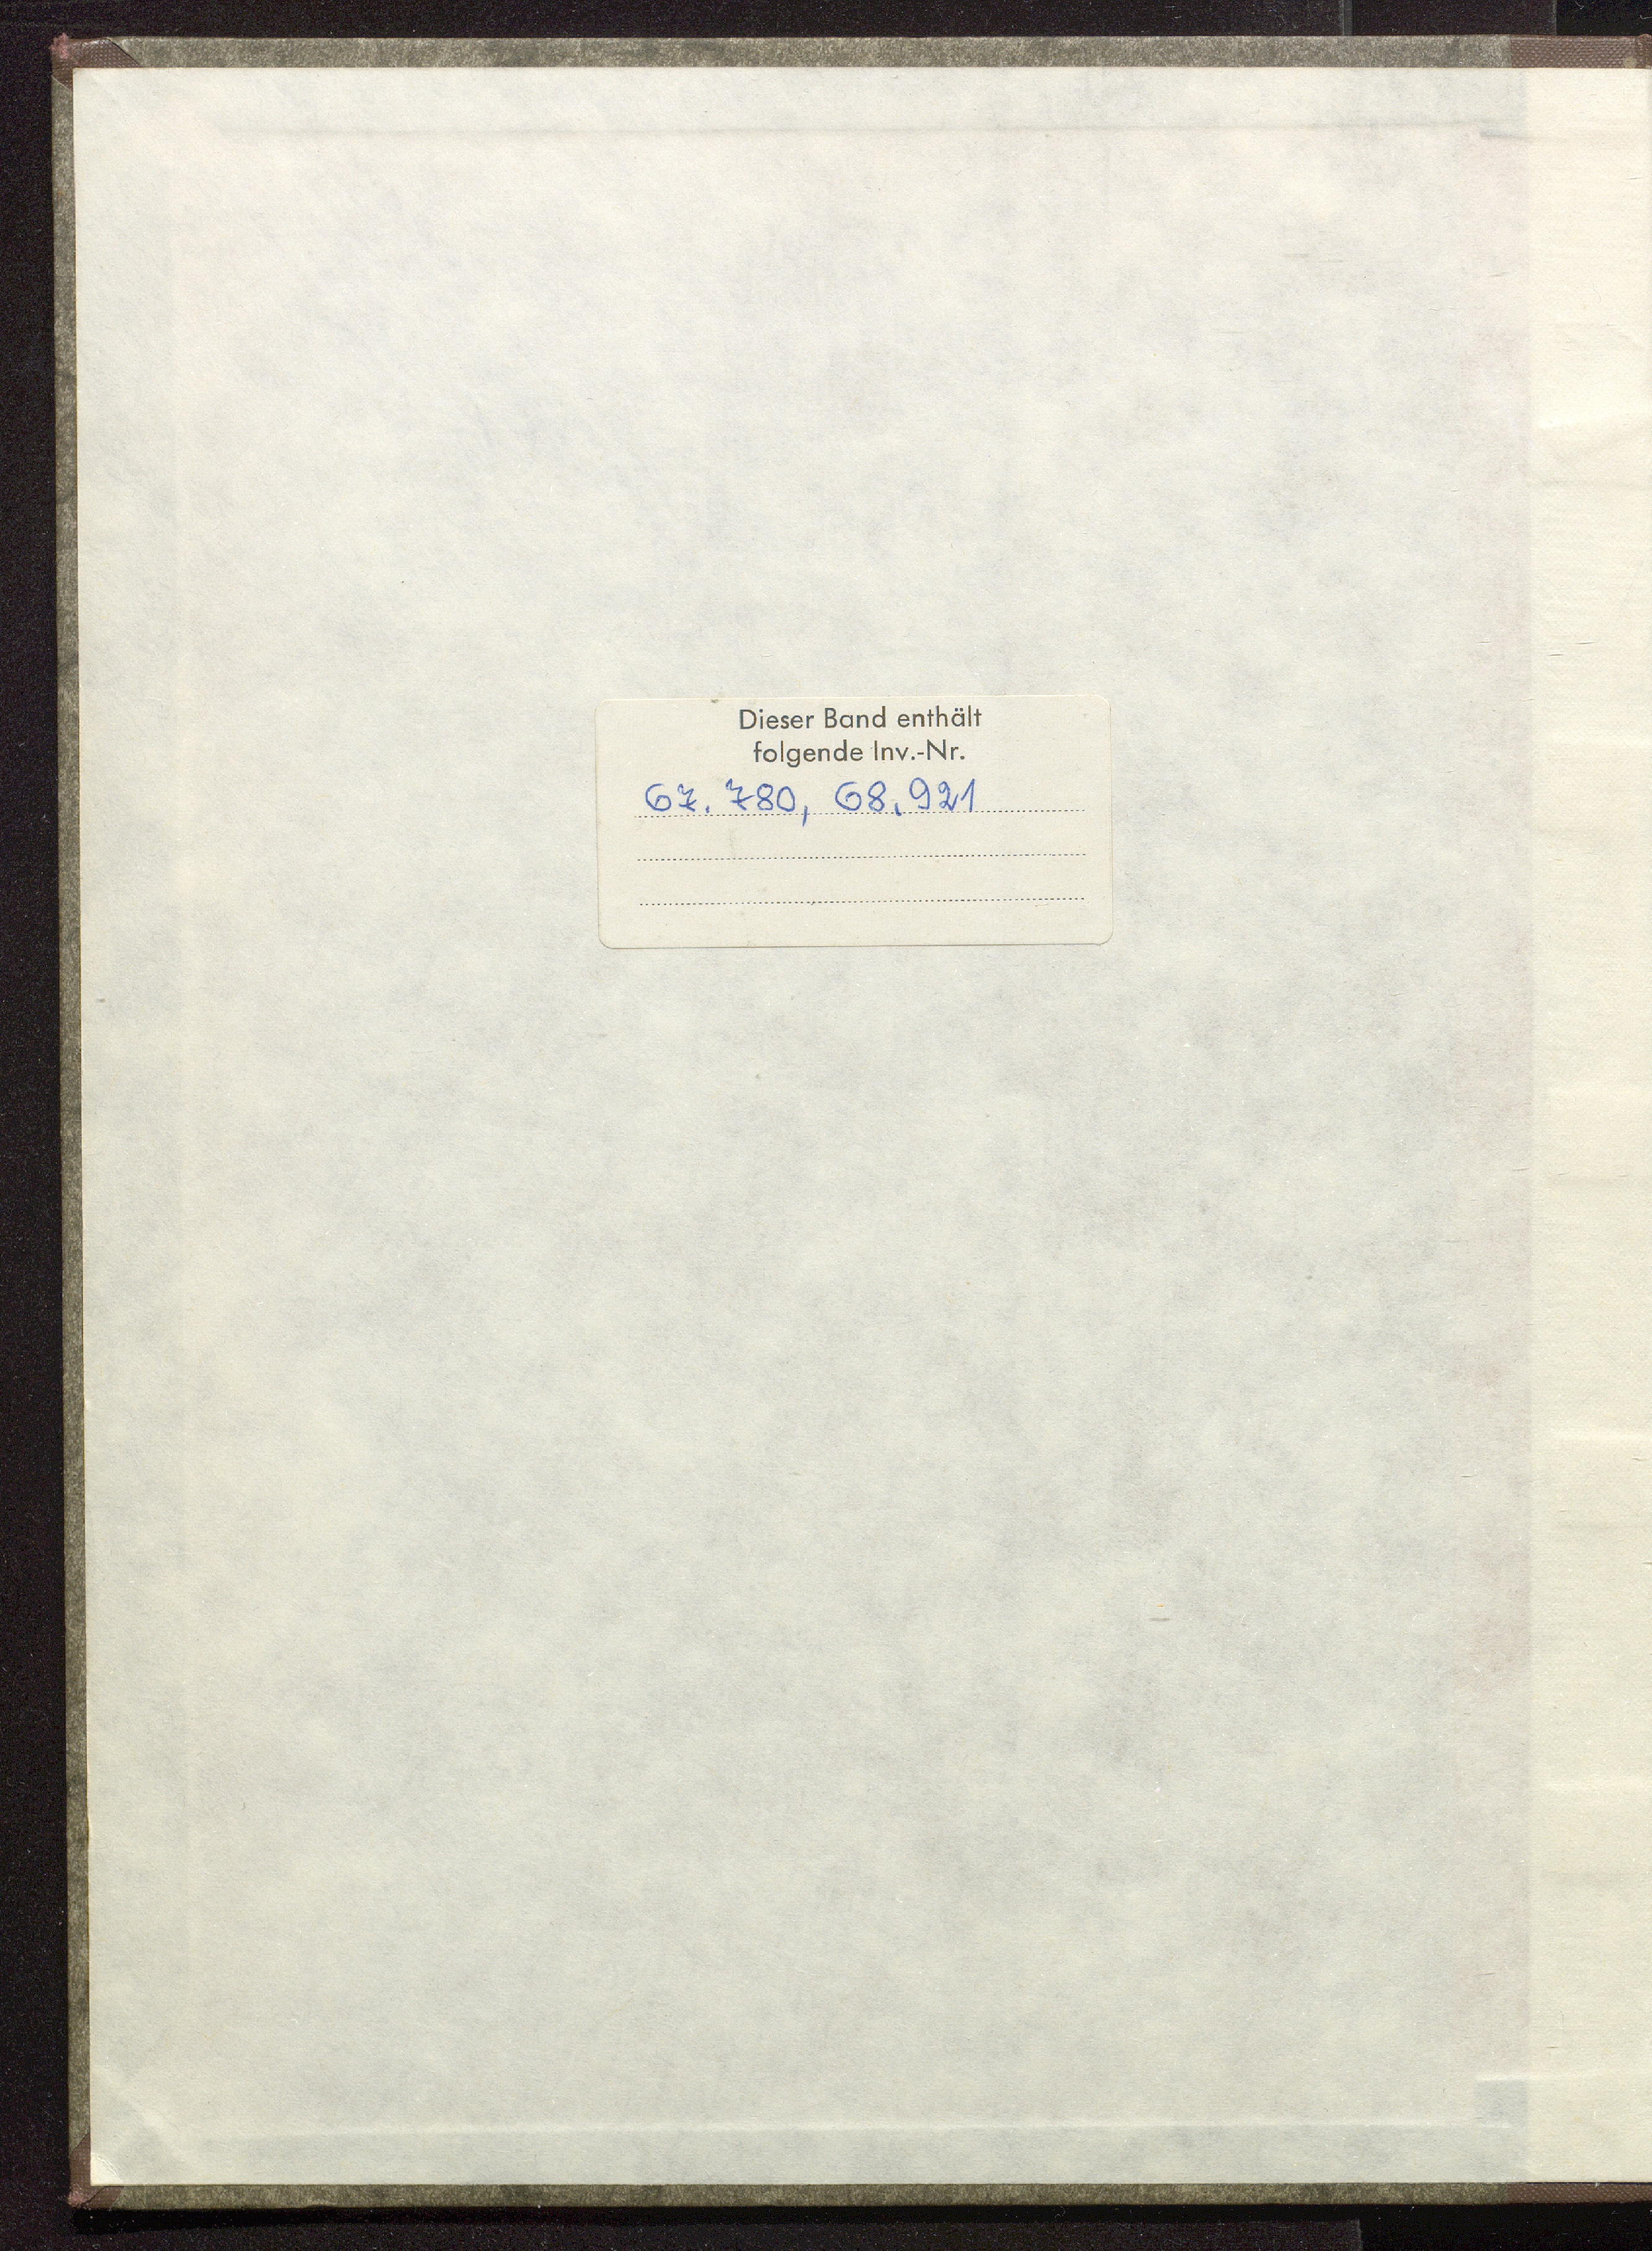 Dieser Band enthält
folgende Inv.-Nr.
67.780, 68.921